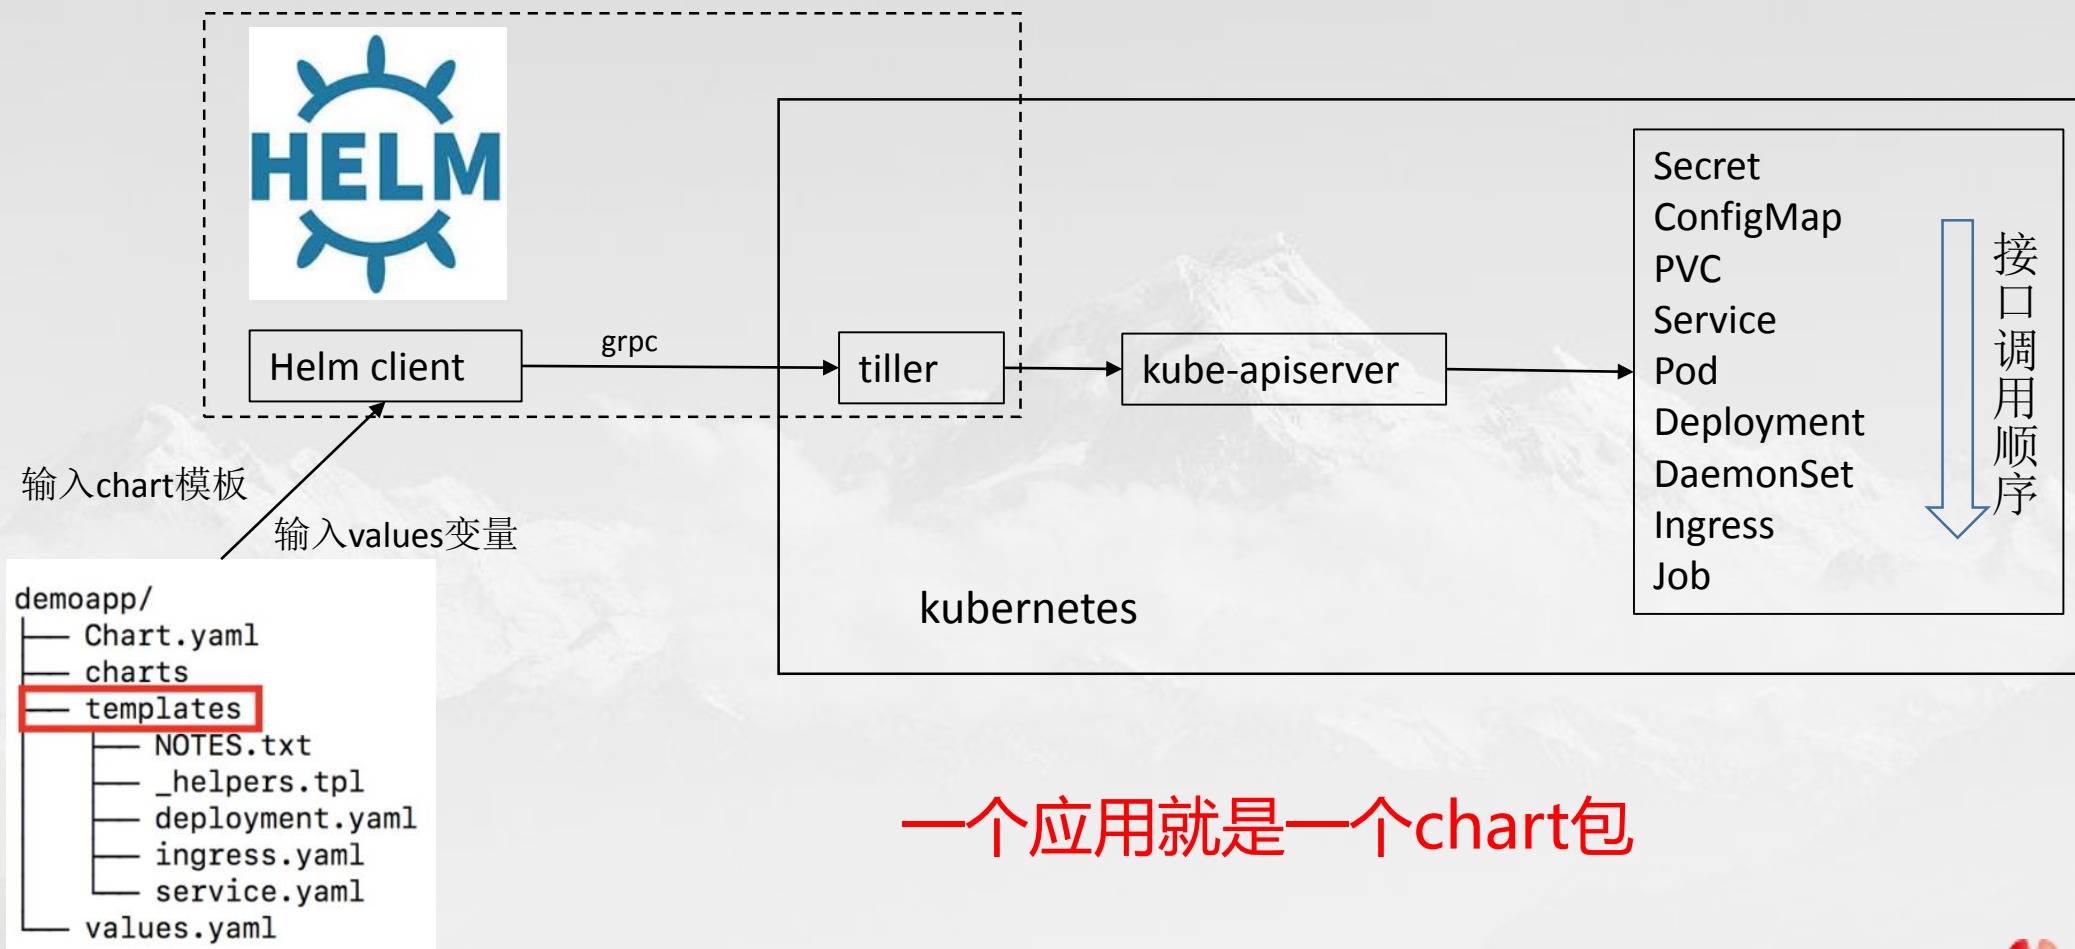 HELM
Helm client
grpc
tiller
kube-apiserver
Secret
ConfigMap
PVC
Service
Pod
Deployment
DaemonSet
Ingress
Job
接口调用顺序
kubernetes
输入chart模板
输入values变量
demoapp/
├── Chart.yaml
├── charts
├── templates
│   ├── NOTES.txt
│   ├── _helpers.tpl
│   ├── deployment.yaml
│   ├── ingress.yaml
│   └── service.yaml
└── values.yaml
一个应用就是一个chart包